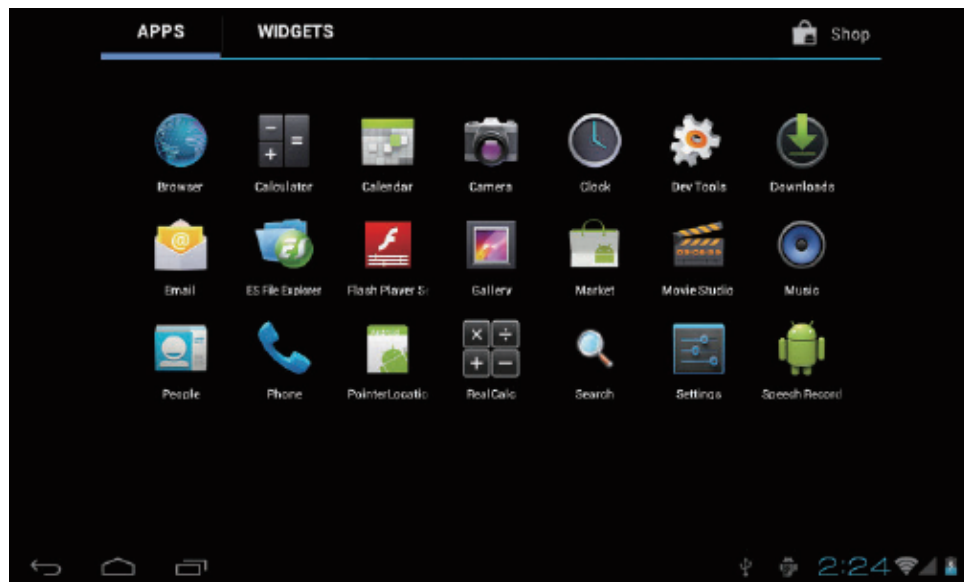 APPS WIDGETS Shop
Browser Calculator Calendar Camera Clock Dev Tools Downloads
Email ES File Explorer Flash Player S Gallery Market Movie Studio Music
People Phone PointerLocatio RealCalc Search Settings Speech Record
2:24